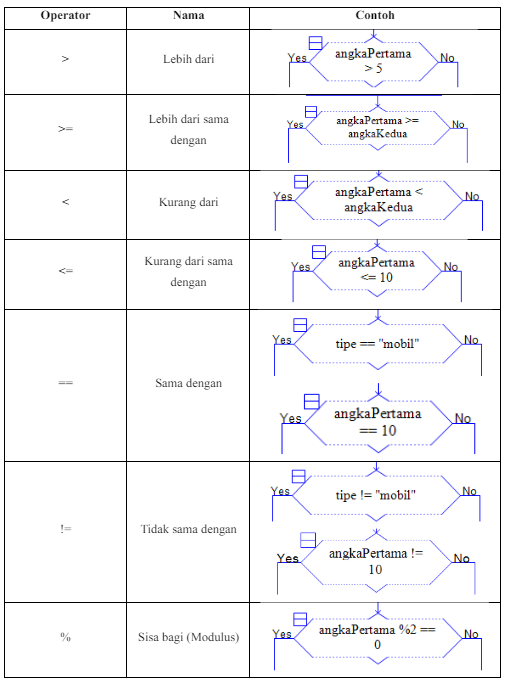 Operator Nama Contoh
> Lebih dari
Yes angkaPertama No
> 5
>= Lebih dari sama
dengan
Yes angkaPertama >= No
angkaKedua
< Kurang dari
Yes angkaPertama < No
angkaKedua
<= Kurang dari sama
dengan
Yes angkaPertama No
<= 10
== Sama dengan
Yes tipe == "mobil" No
Yes angkaPertama No
== 10
!= Tidak sama dengan
Yes tipe != "mobil" No
Yes angkaPertama != No
10
% Sisa bagi (Modulus)
Yes angkaPertama %2 == No
0